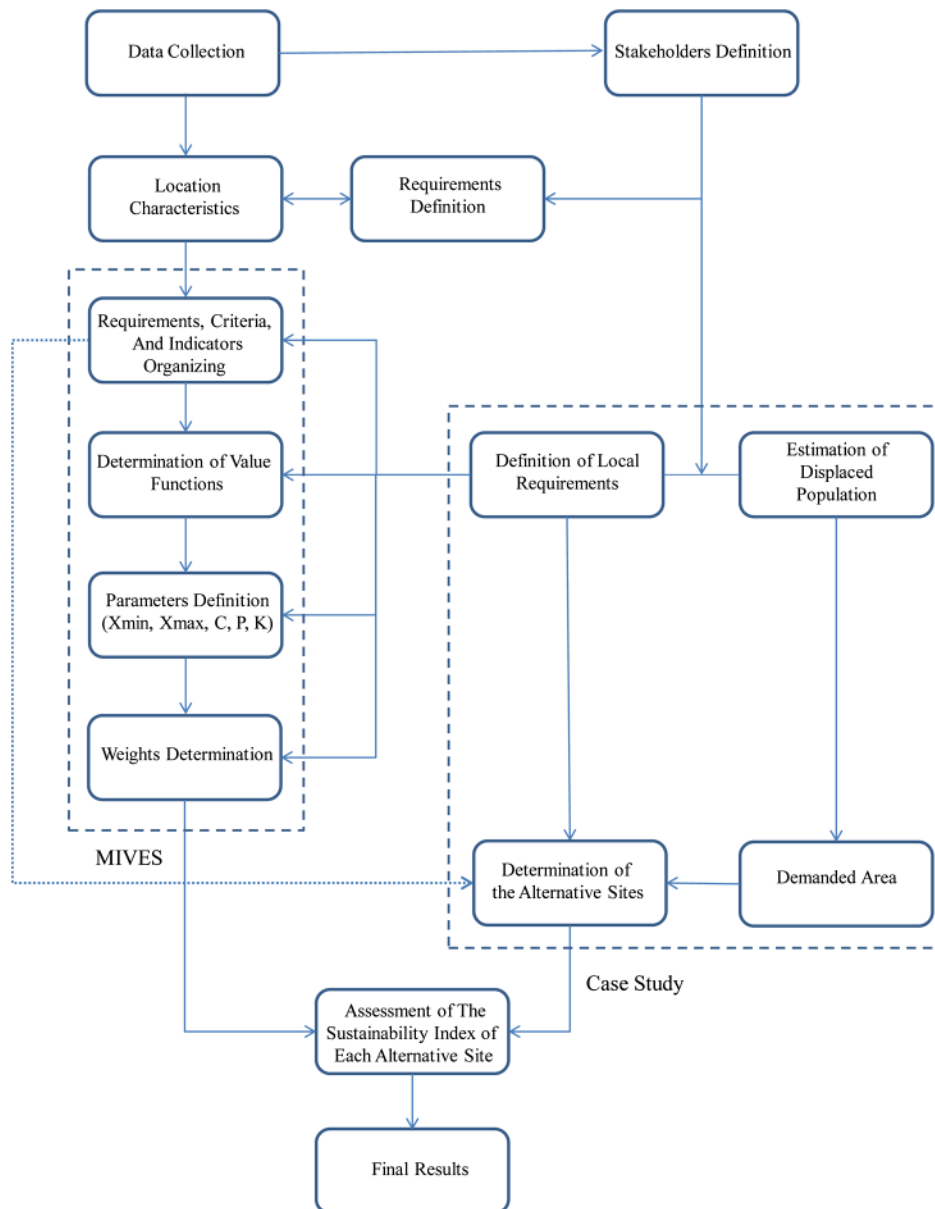 Data Collection
Stakeholders Definition
Location
Characteristics
Requirements
Definition
Requirements, Criteria,
And Indicators
Organizing
Determination of Value
Functions
Definition of Local
Requirements
Estimation of
Displaced
Population
Parameters Definition
(Xmin, Xmax, C, P, K)
Weights Determination
MIVES
Determination of
the Alternative Sites
Demanded Area
Case Study
Assessment of The
Sustainability Index of
Each Alternative Site
Final Results